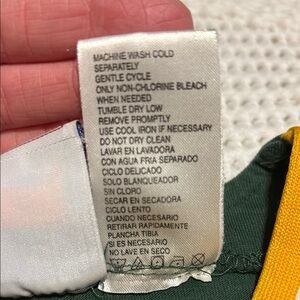 MACHINE WASH COLD
SEPARATELY
GENTLE CYCLE
ONLY NON-CHLORINE BLEACH
WHEN NEEDED
TUMBLE DRY LOW
REMOVE PROMPTLY
USE COOL IRON IF NECESSARY
DO NOT DRY CLEAN
LAVAR EN LAVADORA
CON AGUA FRIA SEPARADO
CICLO DELICADO
SOLO BLANQUEADOR
SIN CLORO
SECAR EN SECADORA
CICLO LENTO
CUANDO NECESARIO
RETIRAR RAPIDAMENTE
PLANCHA TIBIA
SI ES NECESARIO
NO LAVE EN SECO